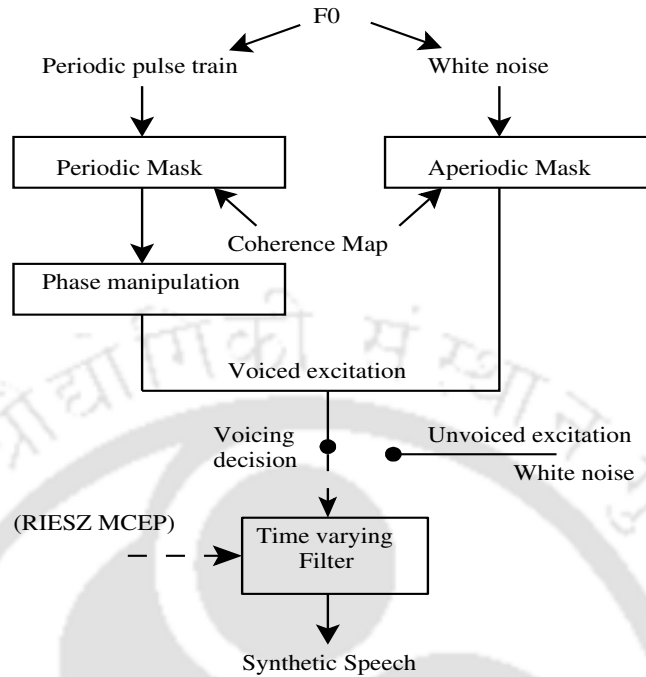 F0
Periodic pulse train
White noise
Periodic Mask
Aperiodic Mask
Coherence Map
Phase manipulation
Voiced excitation
Voicing
decision
Unvoiced excitation
White noise
(RIESZ MCEP)
Time varying
Filter
Synthetic Speech